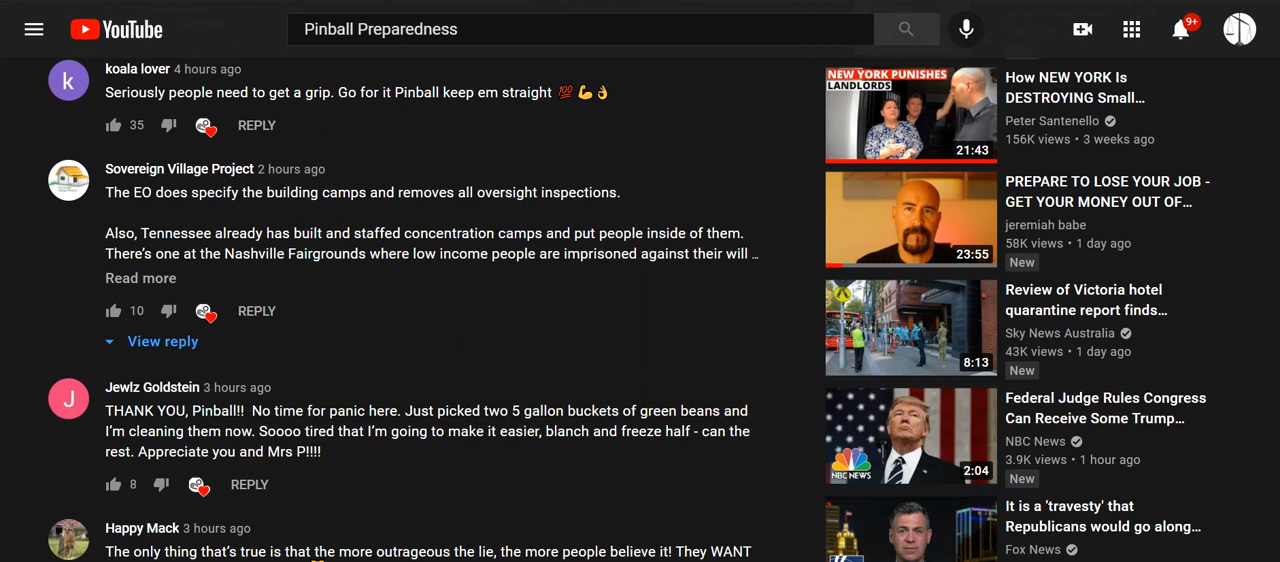 YouTube
Pinball Preparedness
9+
koala lover 4 hours ago
Seriously people need to get a grip. Go for it Pinball keep em straight 💯💪👌
35 REPLY
Sovereign Village Project 2 hours ago
The EO does specify the building camps and removes all oversight inspections.
Also, Tennessee already has built and staffed concentration camps and put people inside of them.
There's one at the Nashville Fairgrounds where low income people are imprisoned against their will ...
Read more
10 REPLY
View reply
J
Jewlz Goldstein 3 hours ago
THANK YOU, Pinball!! No time for panic here. Just picked two 5 gallon buckets of green beans and
I'm cleaning them now. Soooo tired that I'm going to make it easier, blanch and freeze half - can the
rest. Appreciate you and Mrs P!!!!
8 REPLY
Happy Mack 3 hours ago
The only thing that's true is that the more outrageous the lie, the more people believe it! They WANT
k
NEW YORK PUNISHES
LANDLORDS
21:43
How NEW YORK Is
DESTROYING Small...
Peter Santenello
156K views • 3 weeks ago
23:55
PREPARE TO LOSE YOUR JOB -
GET YOUR MONEY OUT OF...
jeremiah babe
58K views • 1 day ago
New
8:13
Review of Victoria hotel
quarantine report finds...
Sky News Australia
43K views • 1 day ago
New
NBC NEWS
2:04
Federal Judge Rules Congress
Can Receive Some Trump...
NBC News
3.9K views • 1 hour ago
New
It is a 'travesty' that
Republicans would go along...
Fox News